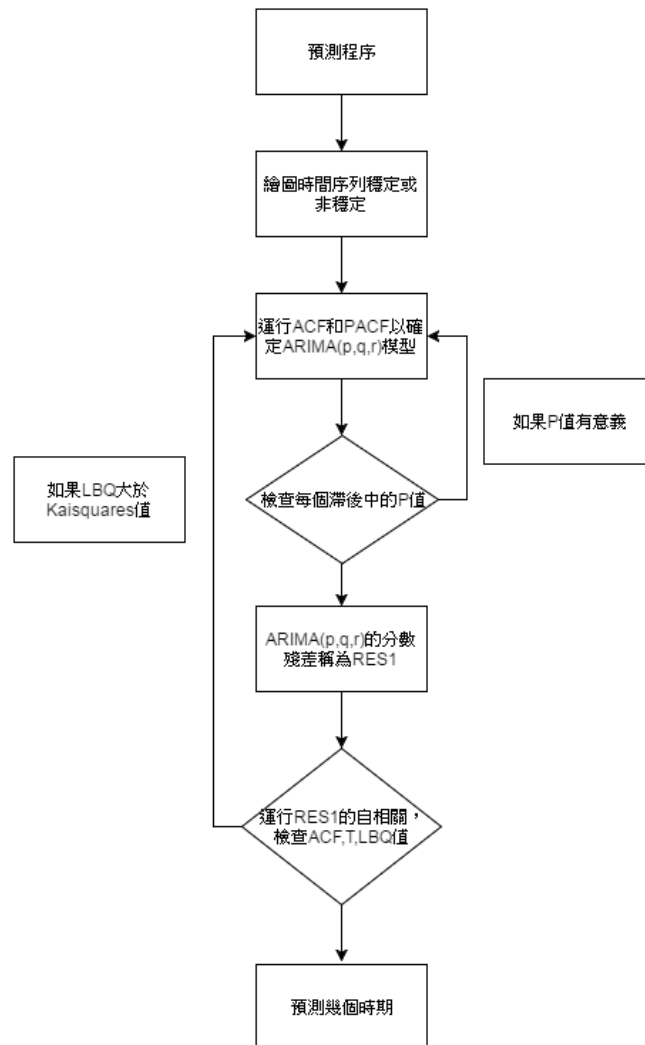 預測程序
繪圖時間序列穩定或
非穩定
運行ACF和PACF以確
定ARIMA(p,q,r)模型
如果P值有意義
如果LBQ大於
Kaisquares值
檢查每個滯後中的P值
ARIMA(p,q,r)的分數
殘差稱為RES1
運行RES1的自相關，
檢查ACF,T,LBQ值
預測幾個時期